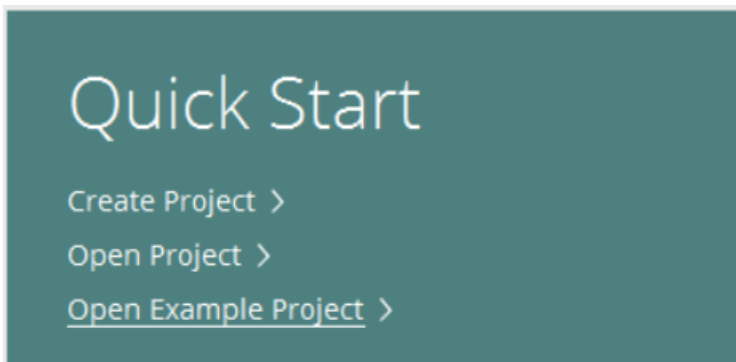 Quick Start
Create Project >
Open Project >
Open Example Project >